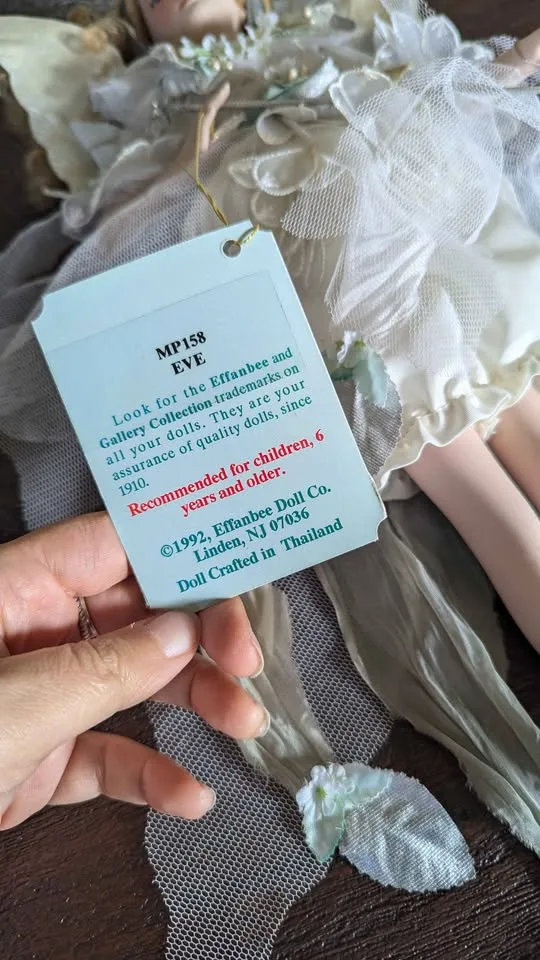 MP158
EVE
Look for the Effanbee and
Gallery Collection trademarks on
all your dolls. They are your
assurance of quality dolls, since
1910.
Recommended for children, 6
years and older.
©1992, Effanbee Doll Co.
Linden, NJ 07036
Doll Crafted in Thailand